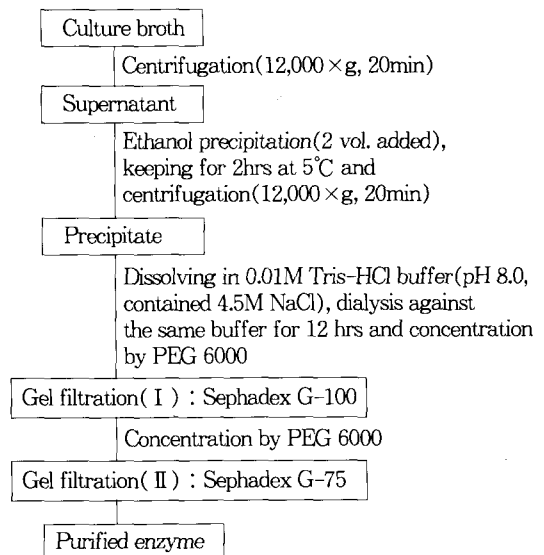 Culture broth
Centrifugation(12,000×g, 20min)
Supernatant
Ethanol precipitation(2 vol. added),
keeping for 2hrs at 5℃ and
centrifugation(12,000×g, 20min)
Precipitate
Dissolving in 0.01M Tris-HCl buffer(pH 8.0,
contained 4.5M NaCl), dialysis against
the same buffer for 12 hrs and concentration
by PEG 6000
Gel filtration(Ⅰ) : Sephadex G-100
Concentration by PEG 6000
Gel filtration(Ⅱ) : Sephadex G-75
Purified enzyme